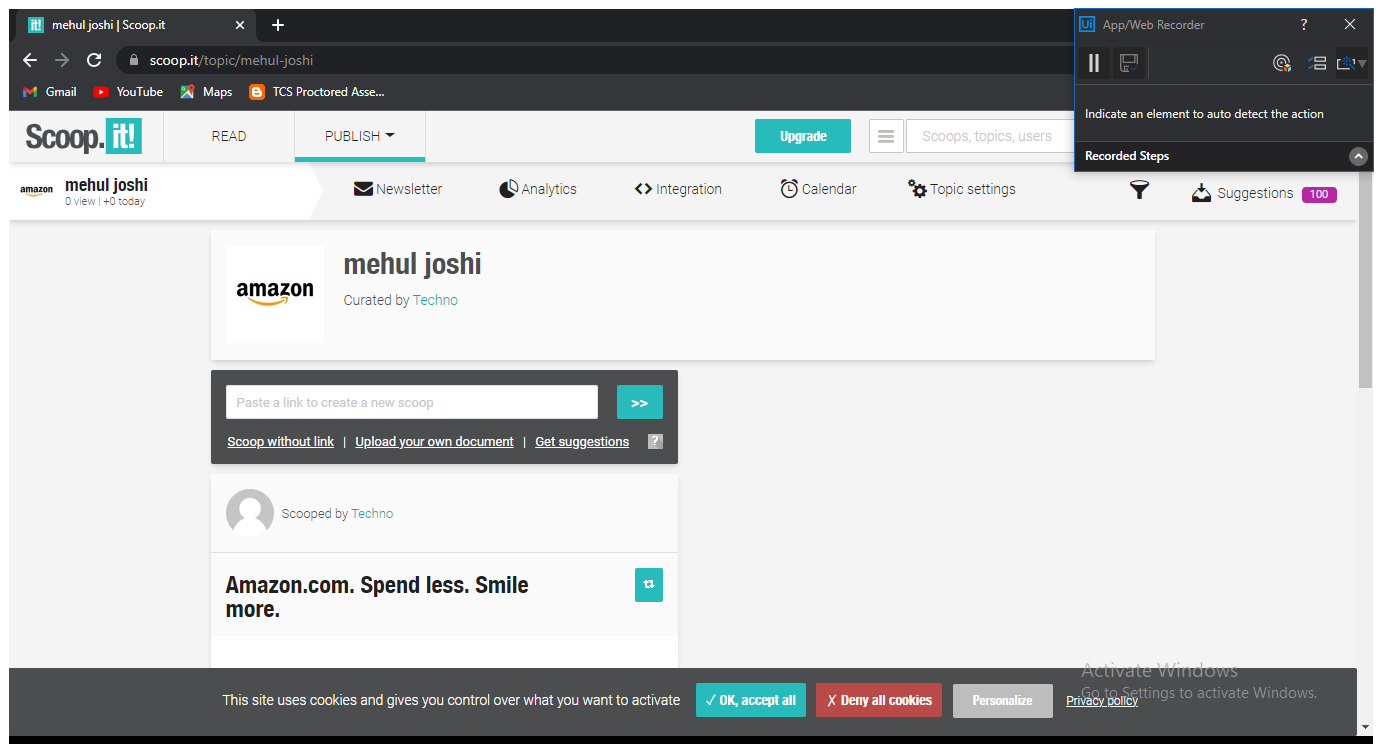 it! mehul joshi | Scoop.it
Ui App/Web Recorder ?
scoop.it/topic/mehul-joshi
Gmail YouTube Maps TCS Proctored Asse...
Indicate an element to auto detect the action
Recorded Steps
Scoop.it! READ PUBLISH Upgrade Scoops, topics, users
amazon mehul joshi
0 view | +0 today
Newsletter Analytics Integration Calendar Topic settings Suggestions 100
amazon
mehul joshi
Curated by Techno
Paste a link to create a new scoop >>
Scoop without link | Upload your own document | Get suggestions ?
Scooped by Techno
Amazon.com. Spend less. Smile
more.
This site uses cookies and gives you control over what you want to activate ✓ OK, accept all ✗ Deny all cookies Personalize Privacy policy
Activate Windows
Go to Settings to activate Windows.